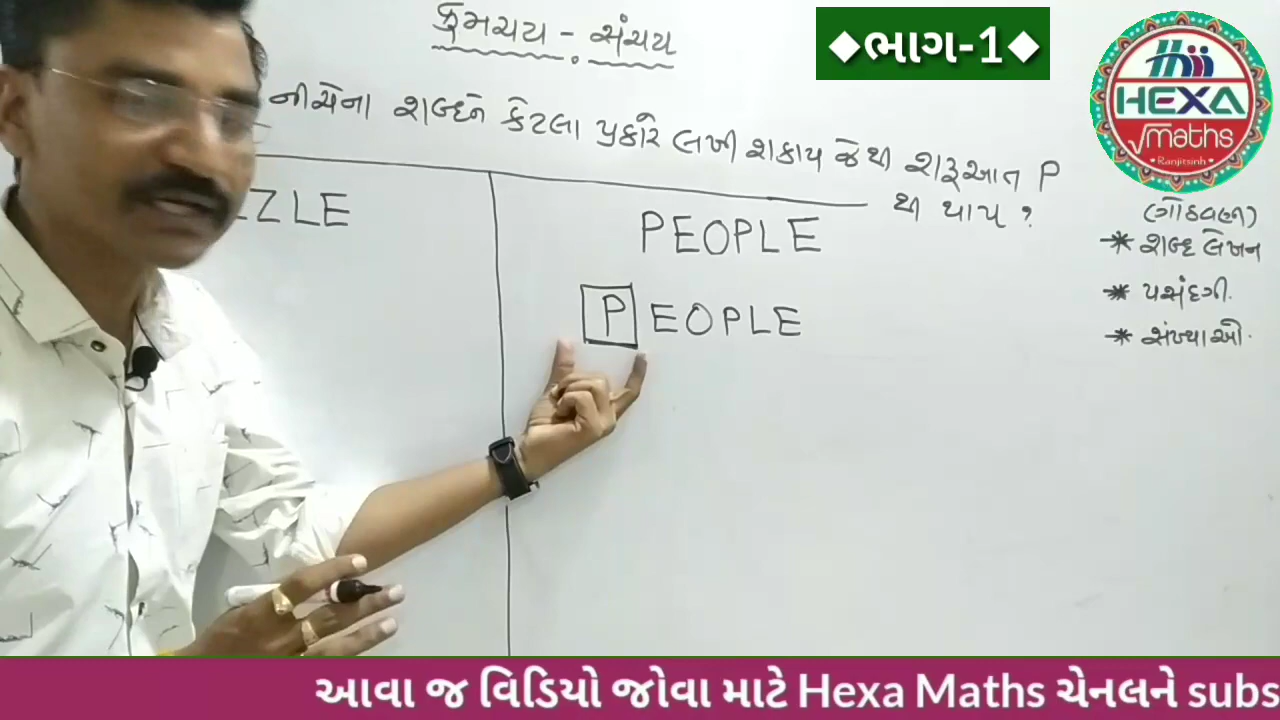 ક્રમચય - સંચય
◆ભાગ-1◆
HEXA
maths
Ranjitsinh
નીચેના શબ્દને કેટલા પ્રકારે લખી શકાય જેથી શરૂઆત P
થી થાય ?
ZZLE
PEOPLE
P EOPLE
(ગોઠવણી)
* શબ્દ લેખન
* પસંદગી.
* સંખ્યાઓ.
આવા જ વિડિયો જોવા માટે Hexa Maths ચેનલને subs